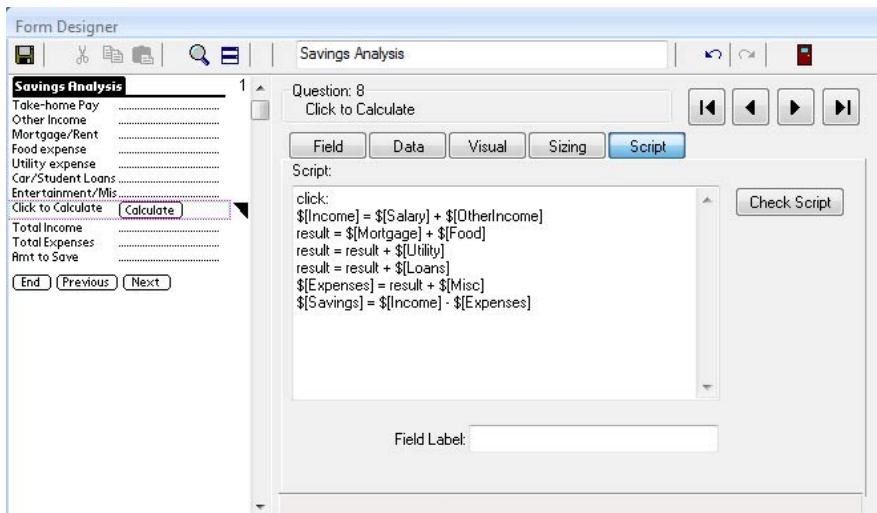 Form Designer
Savings Analysis
Savings Analysis 1
Take-home Pay
Other Income
Mortgage/Rent
Food expense
Utility expense
Car/Student Loans
Entertainment/Mis
Click to Calculate Calculate
Total Income
Total Expenses
Amt to Save
End Previous Next
Question: 8
Click to Calculate
Field Data Visual Sizing Script
Script:
click:
$[Income] = $[Salary] + $[OtherIncome]
result = $[Mortgage] + $[Food]
result = result + $[Utility]
result = result + $[Loans]
$[Expenses] = result + $[Misc]
$[Savings] = $[Income] - $[Expenses]
Check Script
Field Label: